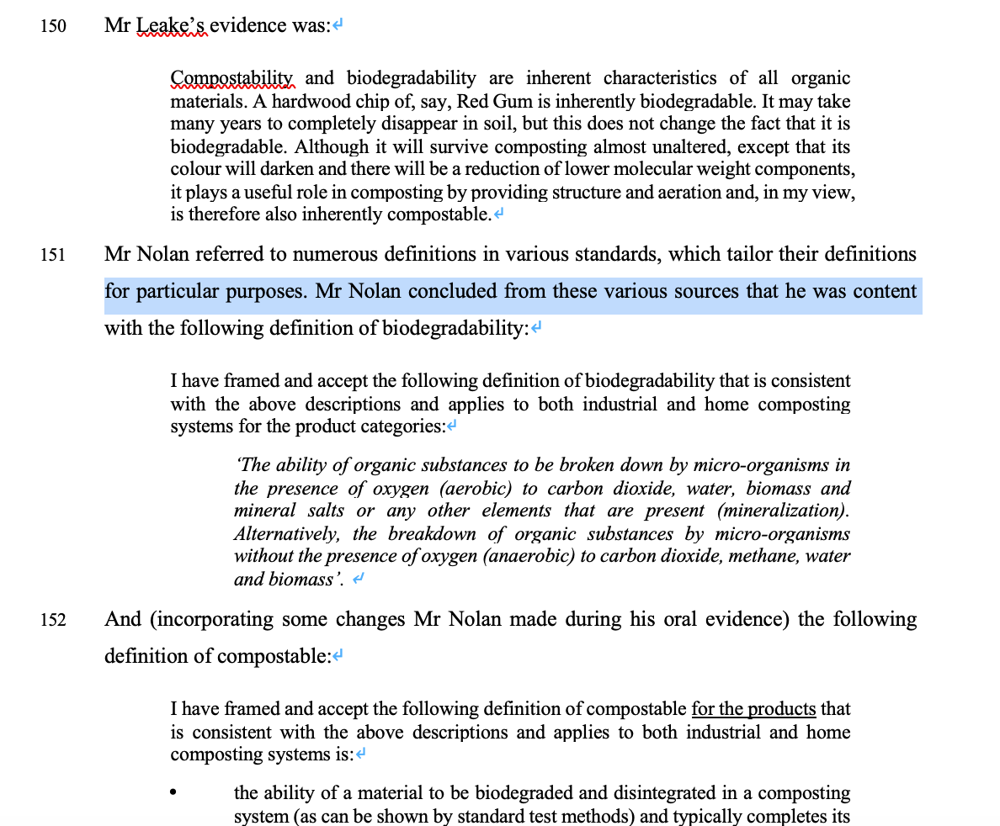 150 Mr Leake’s evidence was:
Compostability and biodegradability are inherent characteristics of all organic
materials. A hardwood chip of, say, Red Gum is inherently biodegradable. It may take
many years to completely disappear in soil, but this does not change the fact that it is
biodegradable. Although it will survive composting almost unaltered, except that its
colour will darken and there will be a reduction of lower molecular weight components,
it plays a useful role in composting by providing structure and aeration and, in my view,
is therefore also inherently compostable.
151 Mr Nolan referred to numerous definitions in various standards, which tailor their definitions
for particular purposes. Mr Nolan concluded from these various sources that he was content
with the following definition of biodegradability:
I have framed and accept the following definition of biodegradability that is consistent
with the above descriptions and applies to both industrial and home composting
systems for the product categories:
‘The ability of organic substances to be broken down by micro-organisms in
the presence of oxygen (aerobic) to carbon dioxide, water, biomass and
mineral salts or any other elements that are present (mineralization).
Alternatively, the breakdown of organic substances by micro-organisms
without the presence of oxygen (anaerobic) to carbon dioxide, methane, water
and biomass’.
152 And (incorporating some changes Mr Nolan made during his oral evidence) the following
definition of compostable:
I have framed and accept the following definition of compostable for the products that
is consistent with the above descriptions and applies to both industrial and home
composting systems is:
• the ability of a material to be biodegraded and disintegrated in a composting
system (as can be shown by standard test methods) and typically completes its